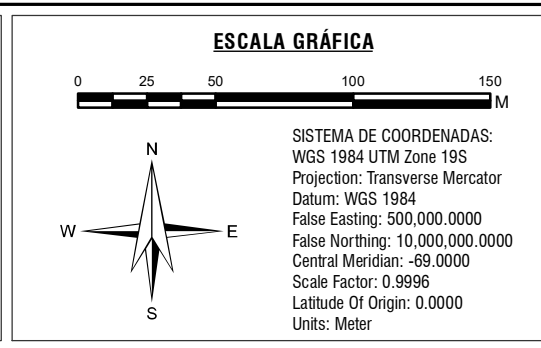 ESCALA GRÁFICA
0 25 50 100 150
M
SISTEMA DE COORDENADAS:
WGS 1984 UTM Zone 19S
Projection: Transverse Mercator
Datum: WGS 1984
False Easting: 500,000.0000
False Northing: 10,000,000.0000
Central Meridian: -69.0000
Scale Factor: 0.9996
Latitude Of Origin: 0.0000
Units: Meter
N
W E
S